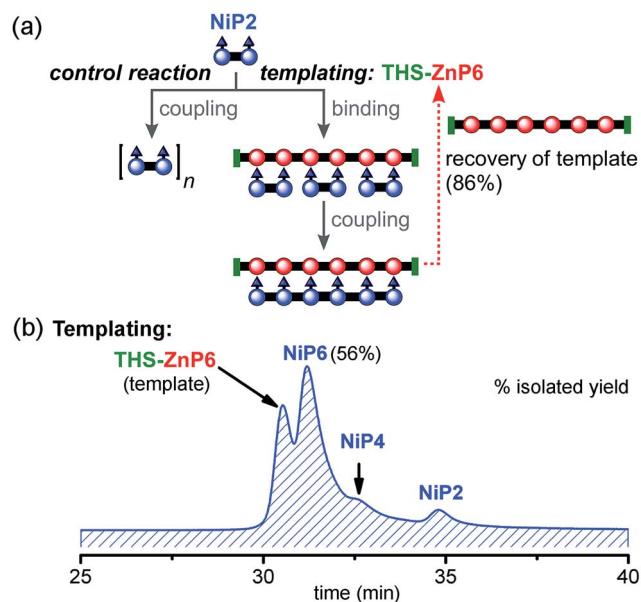 (a)
NiP2
control reaction
templating: THS-ZnP6
coupling
binding
[ ]n
recovery of template
(86%)
coupling
(b) Templating:
THS-ZnP6
(template)
NiP6 (56%)
% isolated yield
NiP4
NiP2
25 30 35 40
time (min)